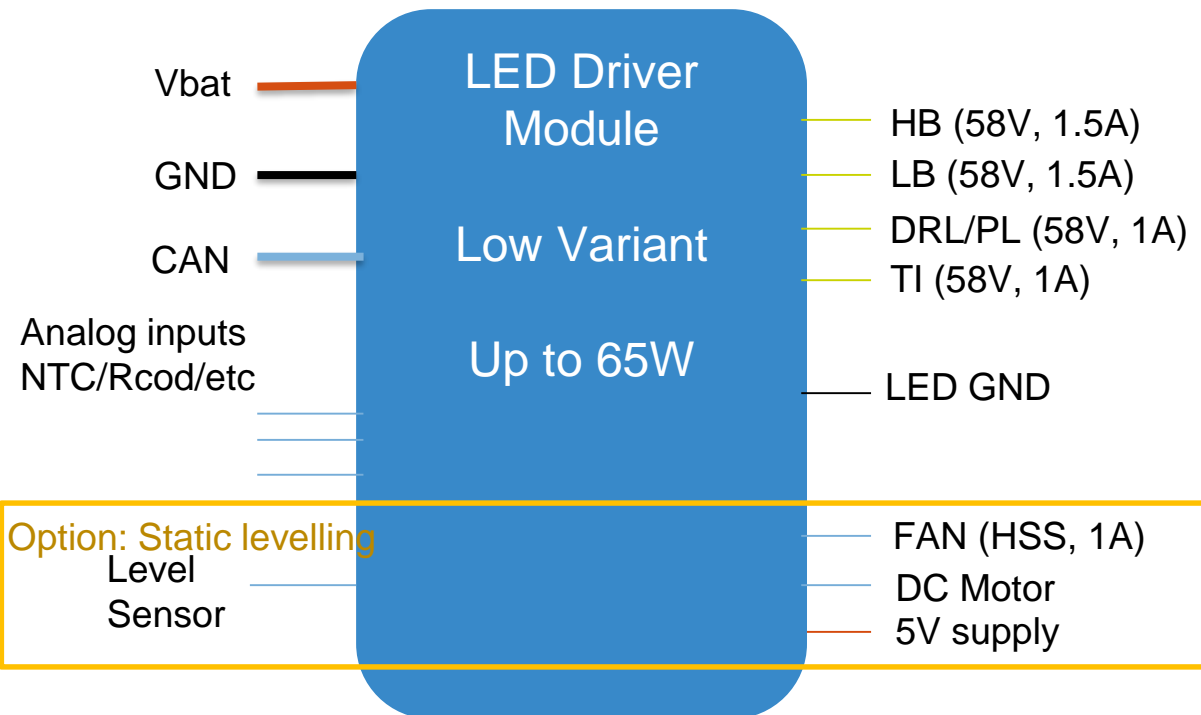 Vbat
GND
CAN
Analog inputs
NTC/Rcod/etc
LED Driver
Module
Low Variant
Up to 65W
HB (58V, 1.5A)
LB (58V, 1.5A)
DRL/PL (58V, 1A)
TI (58V, 1A)
LED GND
Option: Static levelling
Level
Sensor
FAN (HSS, 1A)
DC Motor
5V supply